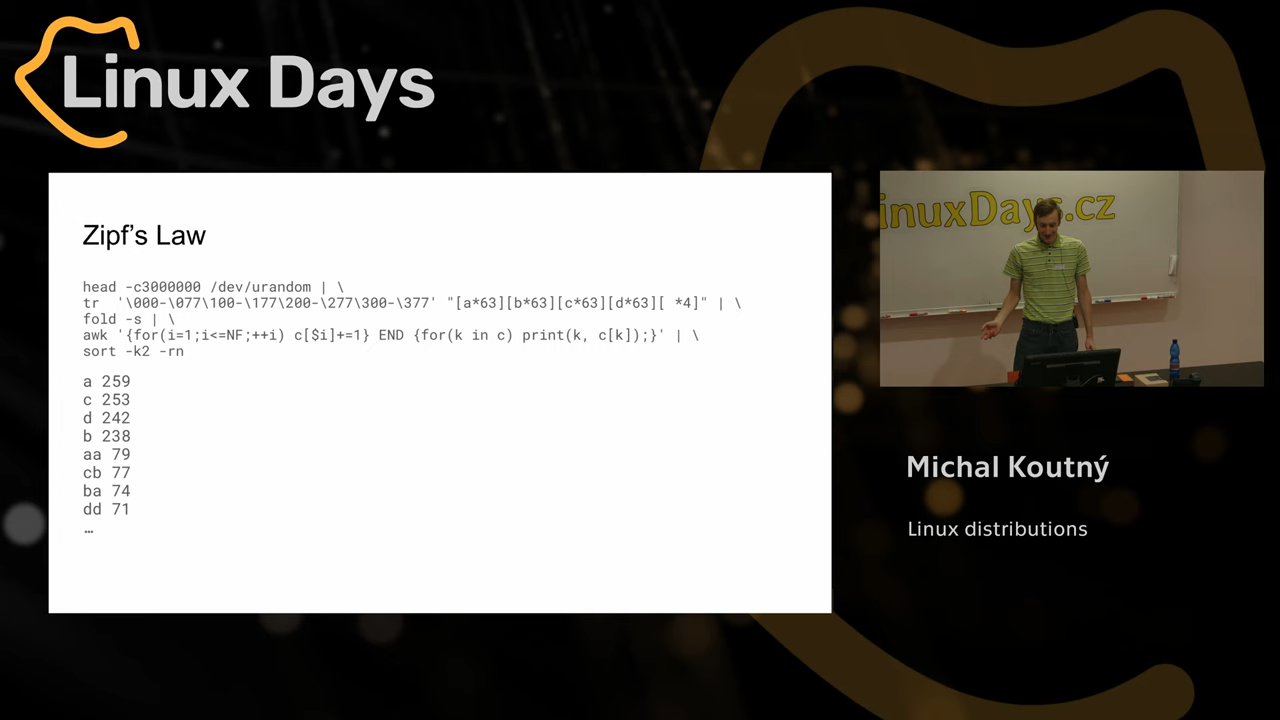 Linux Days
Zipf’s Law
head -c3000000 /dev/urandom | \
tr  '\000-\077\100-\177\200-\277\300-\377' "[a*63][b*63][c*63][d*63][ *4]" | \
fold -s | \
awk '{for(i=1;i<=NF;++i) c[$i]+=1} END {for(k in c) print(k, c[k]);}' | \
sort -k2 -rn
a 259
c 253
d 242
b 238
aa 79
cb 77
ba 74
dd 71
…
inuxDays.cz
Michal Koutný
Linux distributions